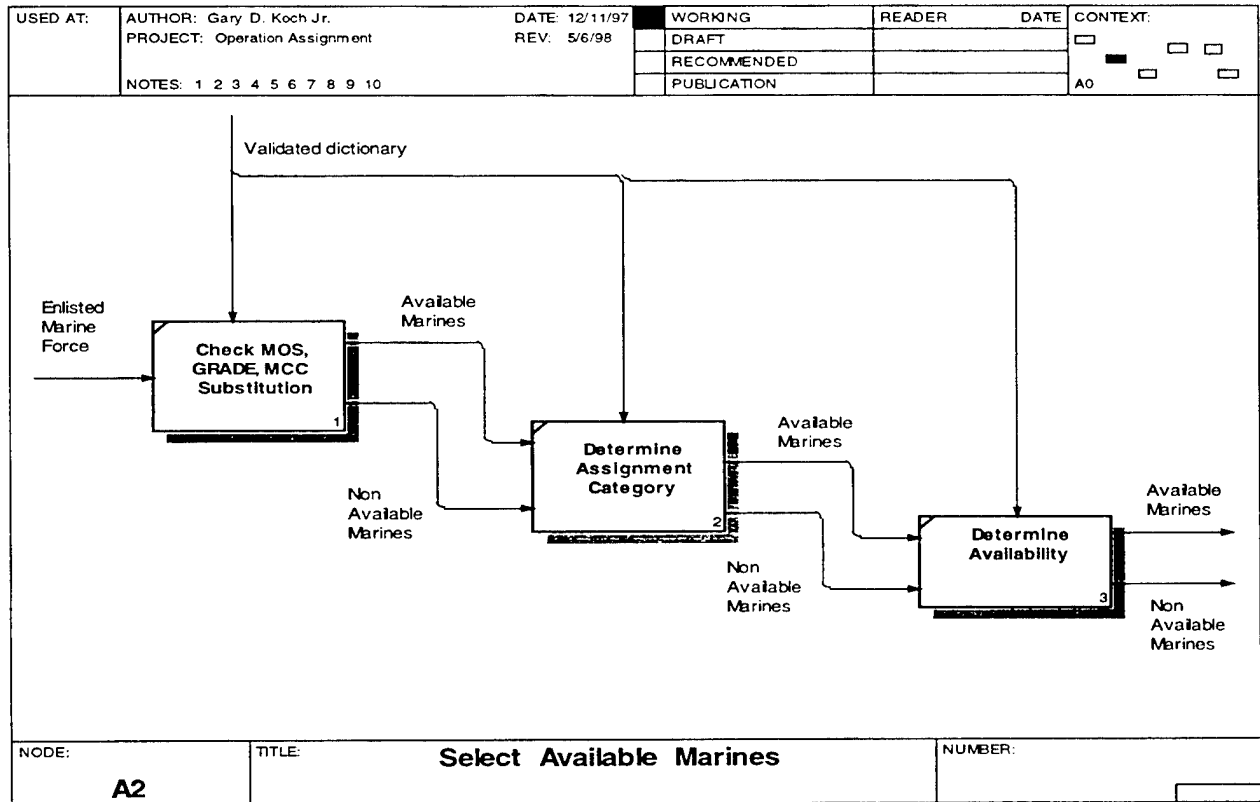 USED AT:
AUTHOR: Gary D. Koch Jr.
DATE: 12/11/97
WORKING
READER
DATE
CONTEXT:
PROJECT: Operation Assignment
REV: 5/6/98
DRAFT
RECOMMENDED
NOTES: 1 2 3 4 5 6 7 8 9 10
PUBLICATION
A0
Validated dictionary
Enlisted
Marine
Force
Check MOS,
GRADE, MCC
Substitution
1
Available
Marines
Non
Available
Marines
Determine
Assignment
Category
2
Available
Marines
Non
Available
Marines
Determine
Availability
3
Available
Marines
Non
Available
Marines
NODE:
A2
TITLE:
Select Available Marines
NUMBER: